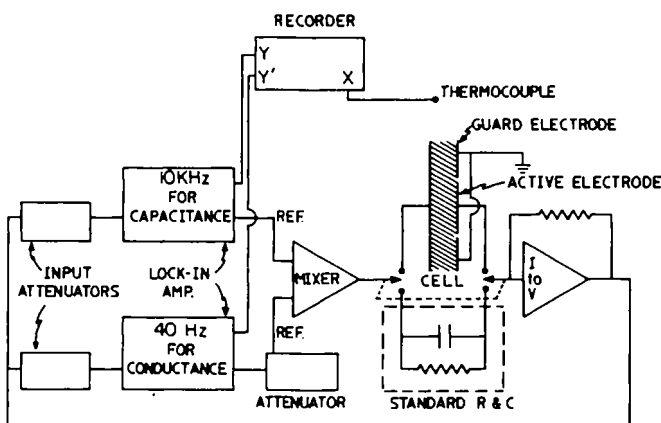 RECORDER
Y
Y'
X
THERMOCOUPLE
GUARD ELECTRODE
ACTIVE ELECTRODE
10KHz
FOR
CAPACITANCE
REF.
INPUT
ATTENUATORS
LOCK-IN
AMP.
MIXER
CELL
I
to
V
40 Hz
FOR
CONDUCTANCE
REF.
ATTENUATOR
STANDARD R & C